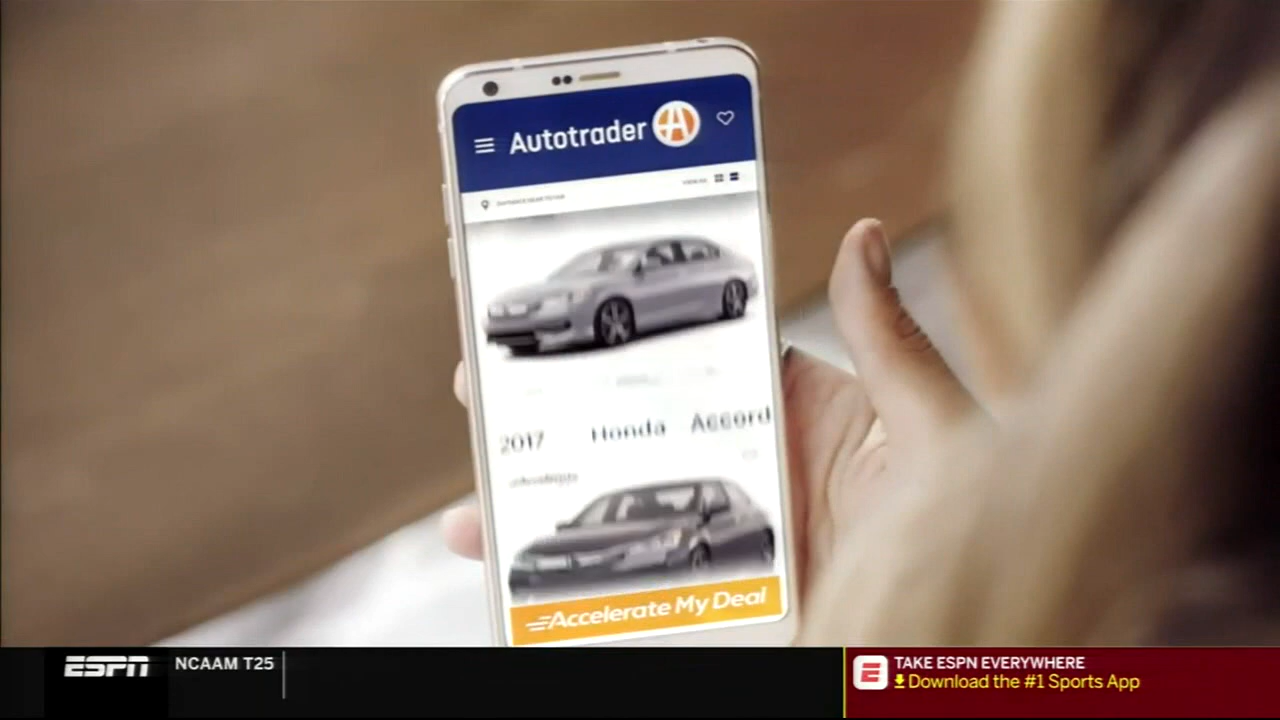 Autotrader
2017 Honda Accord
Accelerate My Deal
ESPN
NCAAM T25
TAKE ESPN EVERYWHERE
Download the #1 Sports App